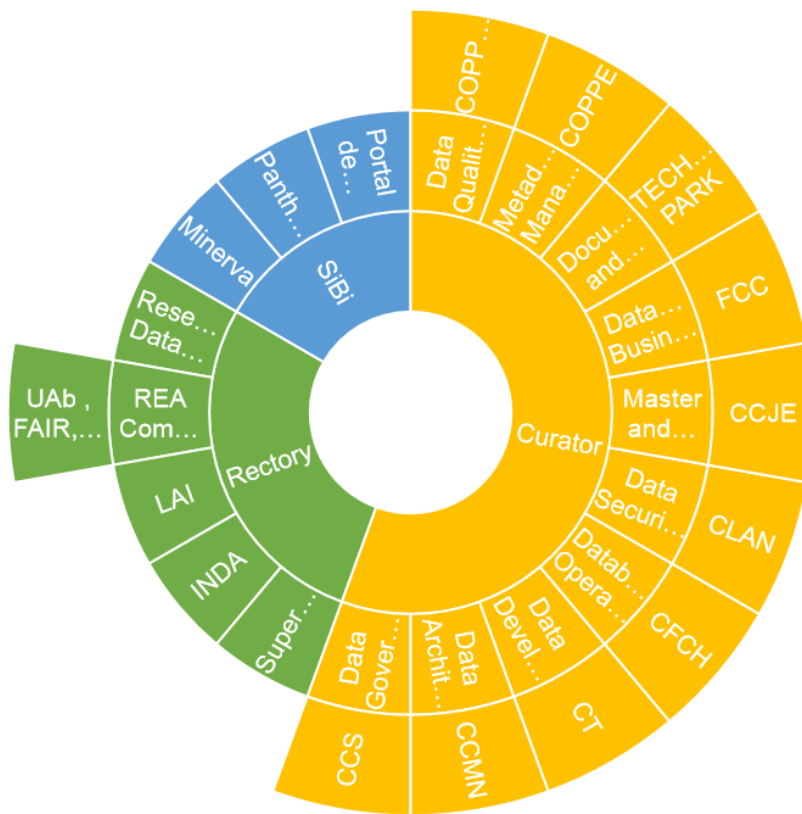 COPP...
COPPE
TECH...
PARK
FCC
CCJE
CLAN
CFCH
CT
CCMN
CCS
Data
Qualit...
Metad...
Mana...
Docu...
and...
Data...
Busin...
Master
and...
Data
Securi...
Datab...
Opera...
Data
Devel...
Data
Archit...
Data
Gover...
Curator
Super...
INDA
LAI
REA
Com...
UAb ,
FAIR,...
Rese...
Data...
Rectory
Minerva
Panth...
Portal
de...
SiBi